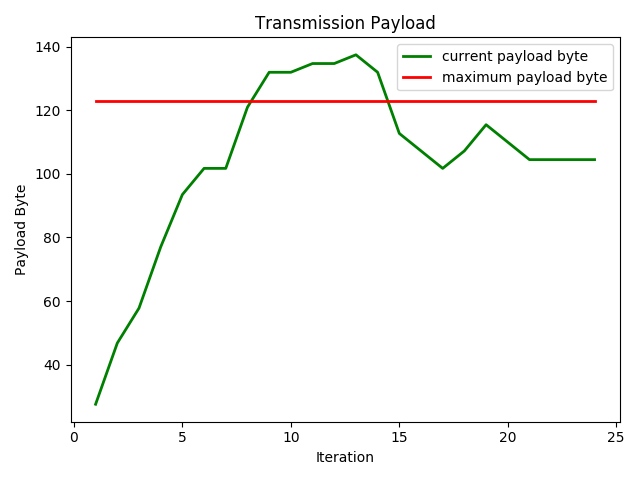 Transmission Payload
current payload byte
maximum payload byte
140
120
100
80
60
40
Payload Byte
0
5
10
15
20
25
Iteration